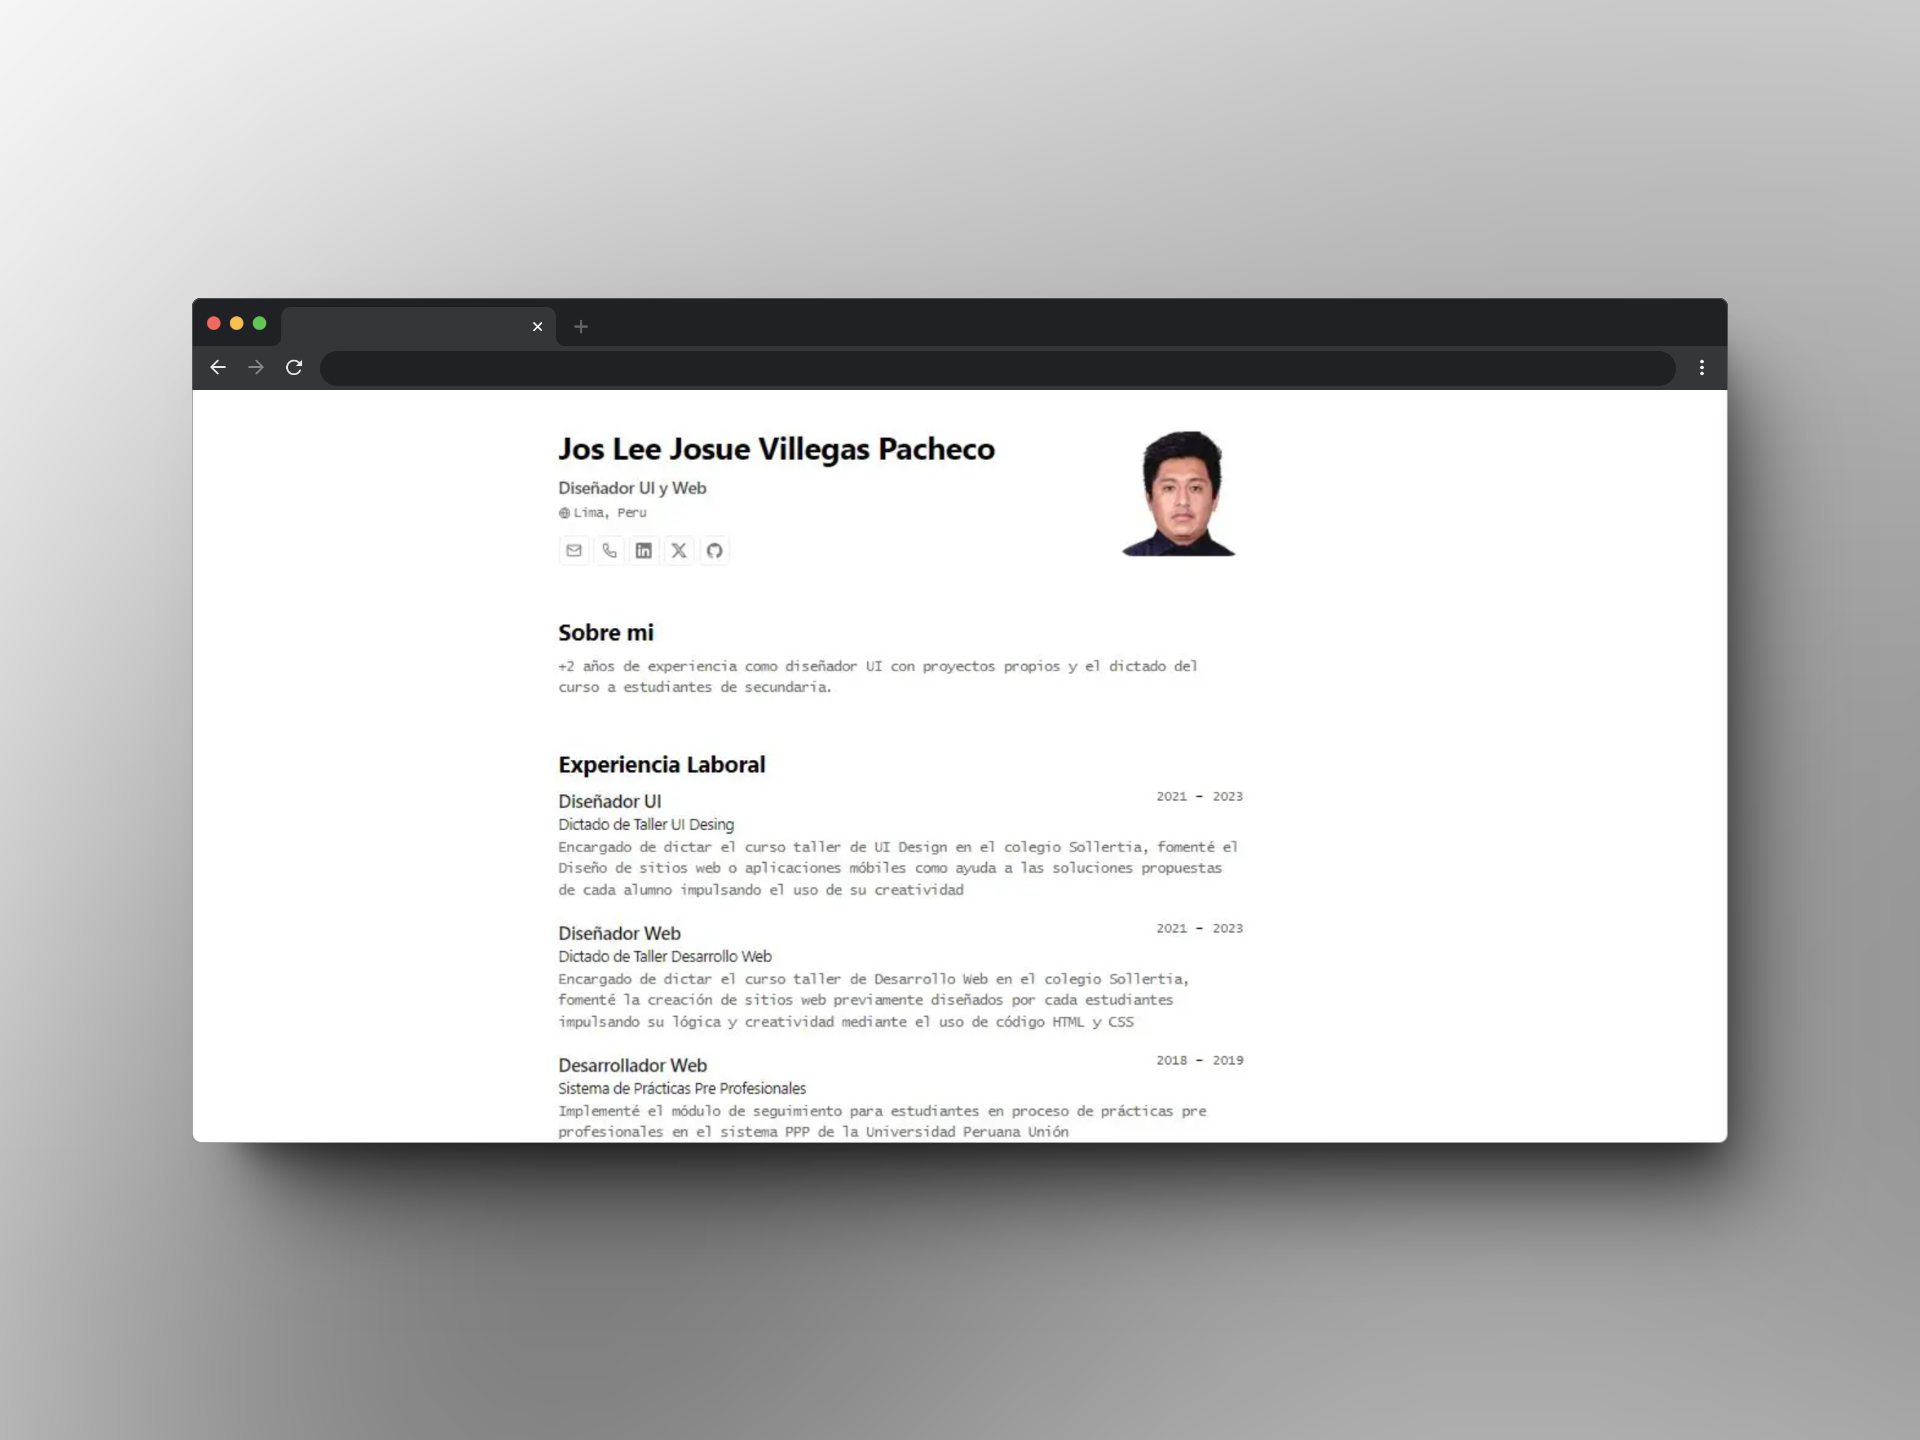 Jos Lee Josue Villegas Pacheco
Diseñador UI y Web
Lima, Peru
Sobre mi
+2 años de experiencia como diseñador UI con proyectos propios y el dictado del
curso a estudiantes de secundaria.
Experiencia Laboral
Diseñador UI
2021 - 2023
Dictado de Taller UI Desing
Encargado de dictar el curso taller de UI Design en el colegio Sollertia, fomenté el
Diseño de sitios web o aplicaciones móbiles como ayuda a las soluciones propuestas
de cada alumno impulsando el uso de su creatividad
Diseñador Web
2021 - 2023
Dictado de Taller Desarrollo Web
Encargado de dictar el curso taller de Desarrollo Web en el colegio Sollertia,
fomenté la creación de sitios web previamente diseñados por cada estudiantes
impulsando su lógica y creatividad mediante el uso de código HTML y CSS
Desarrollador Web
2018 - 2019
Sistema de Prácticas Pre Profesionales
Implementé el módulo de seguimiento para estudiantes en proceso de prácticas pre
profesionales en el sistema PPP de la Universidad Peruana Unión